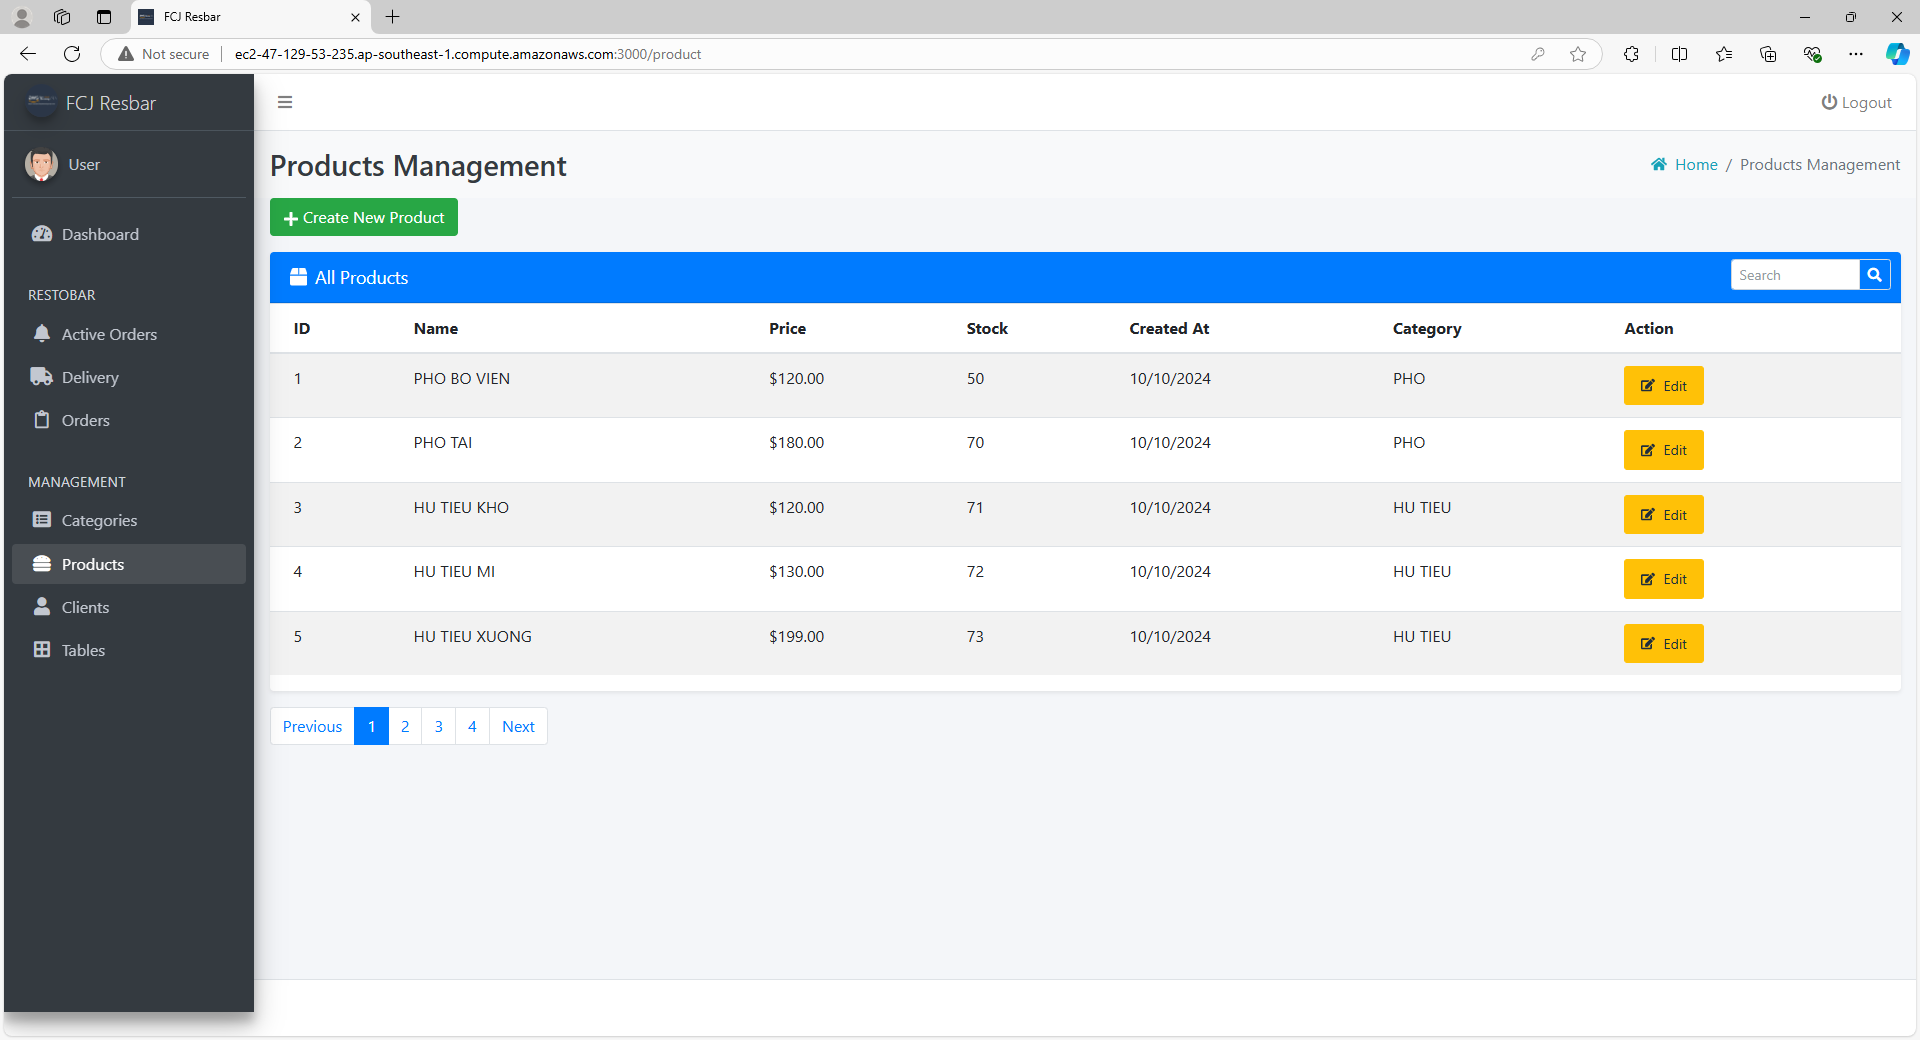 FCJ Resbar
Not secure
ec2-47-129-53-235.ap-southeast-1.compute.amazonaws.com:3000/product
FCJ Resbar
Logout
User
Products Management
Home / Products Management
Create New Product
Dashboard
All Products
Search
RESTOBAR
Active Orders
Delivery
Orders
MANAGEMENT
Categories
Products
Clients
Tables
ID Name Price Stock Created At Category Action
1 PHO BO VIEN $120.00 50 10/10/2024 PHO Edit
2 PHO TAI $180.00 70 10/10/2024 PHO Edit
3 HU TIEU KHO $120.00 71 10/10/2024 HU TIEU Edit
4 HU TIEU MI $130.00 72 10/10/2024 HU TIEU Edit
5 HU TIEU XUONG $199.00 73 10/10/2024 HU TIEU Edit
Previous 1 2 3 4 Next